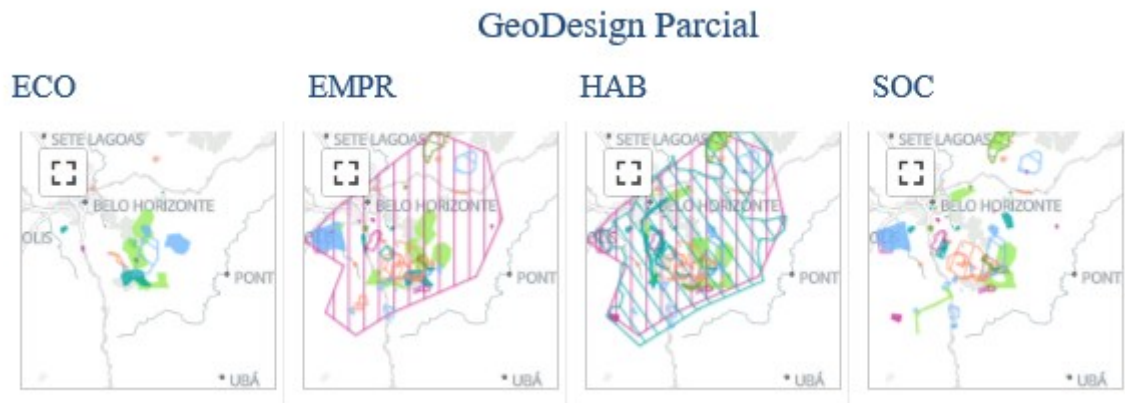 GeoDesign Parcial
ECO
EMPR
HAB
SOC
SETE LAGOAS
BELO HORIZONTE
OLIS
PONT
UBÁ
SETE LAGOAS
BELO HORIZONTE
PONT
UBÁ
SETE LAGOAS
BELO HORIZONTE
OLIS
PONT
UBÁ
SETE LAGOAS
BELO HORIZONTE
OLIS
PONT
UBÁ